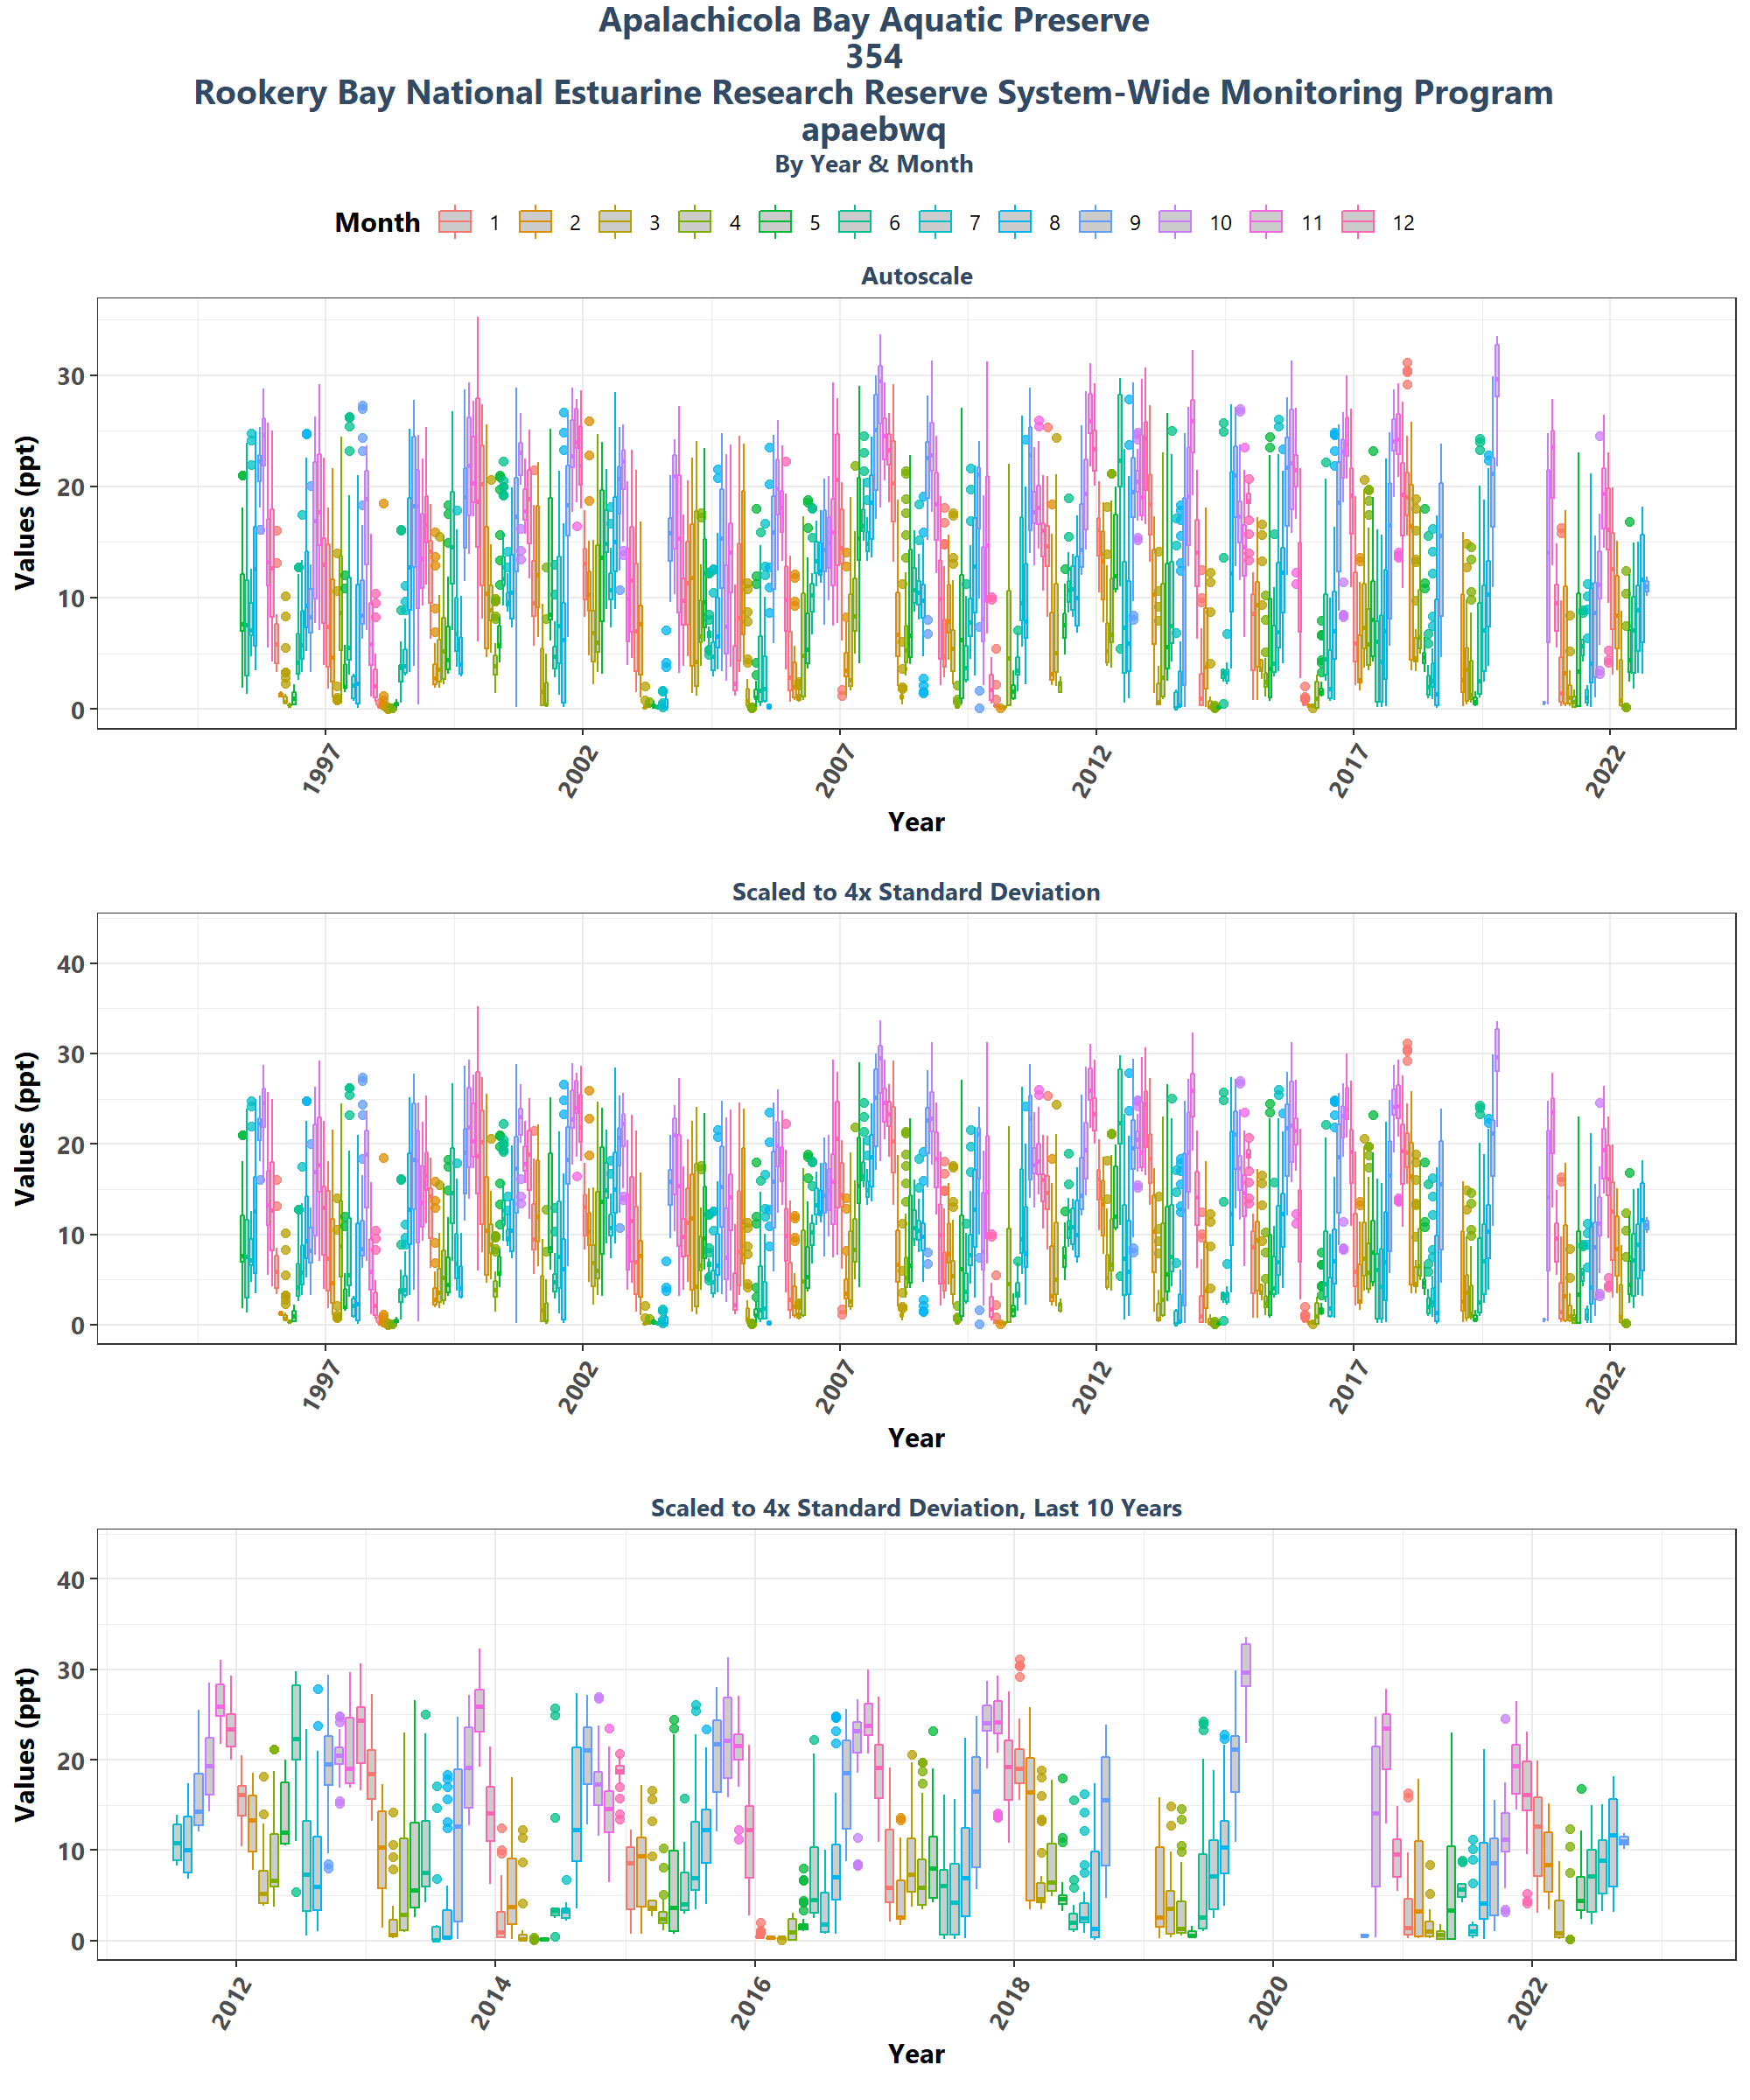 Apalachicola Bay Aquatic Preserve
354
Rookery Bay National Estuarine Research Reserve System-Wide Monitoring Program
apaebwq
By Year & Month
Month 1 2 3 4 5 6 7 8 9 10 11 12
Autoscale
Values (ppt)
30
20
10
0
1997 2002 2007 2012 2017 2022
Year
Scaled to 4x Standard Deviation
Values (ppt)
40
30
20
10
0
1997 2002 2007 2012 2017 2022
Year
Scaled to 4x Standard Deviation, Last 10 Years
Values (ppt)
40
30
20
10
0
2012 2014 2016 2018 2020 2022
Year